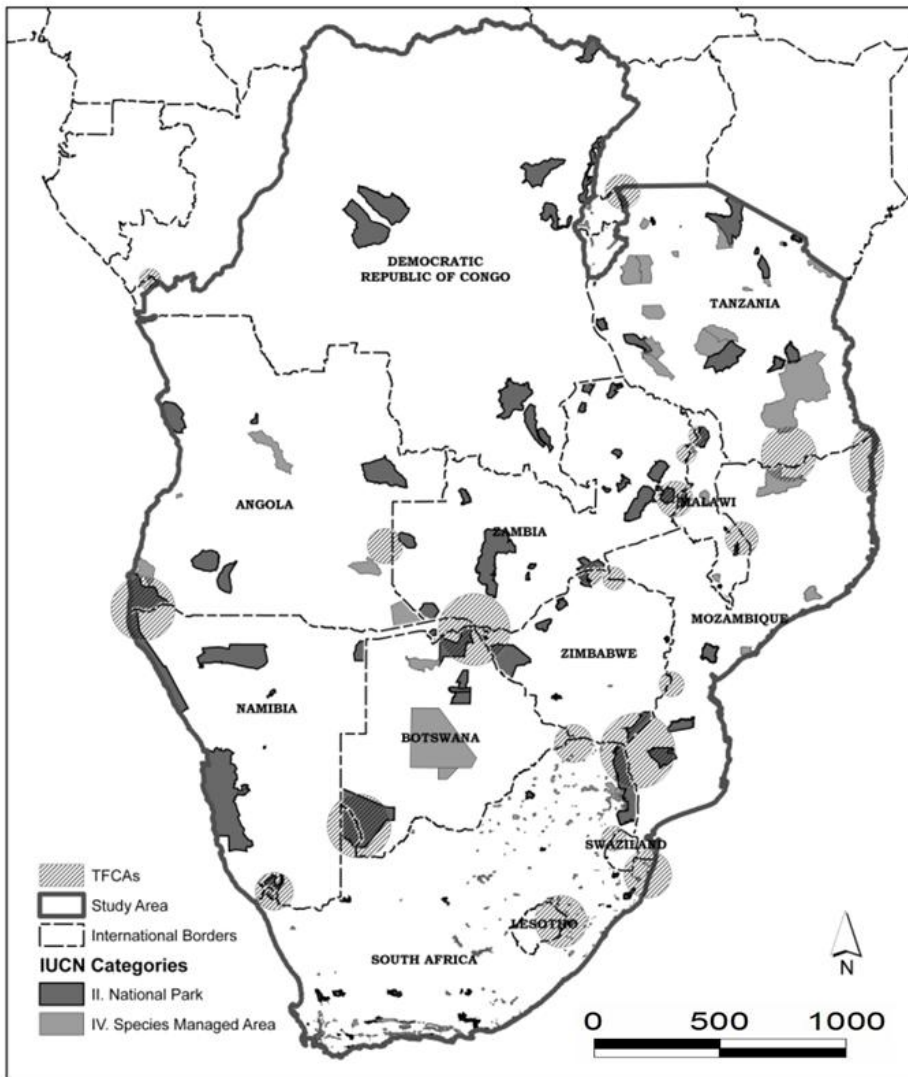 DEMOCRATIC
REPUBLIC OF CONGO
TANZANIA
ANGOLA
ZAMBIA
MALAWI
MOZAMBIQUE
ZIMBABWE
NAMIBIA
BOTSWANA
SWAZILAND
LESOTHO
SOUTH AFRICA
TFCAs
Study Area
International Borders
IUCN Categories
II. National Park
IV. Species Managed Area
N
0 500 1000